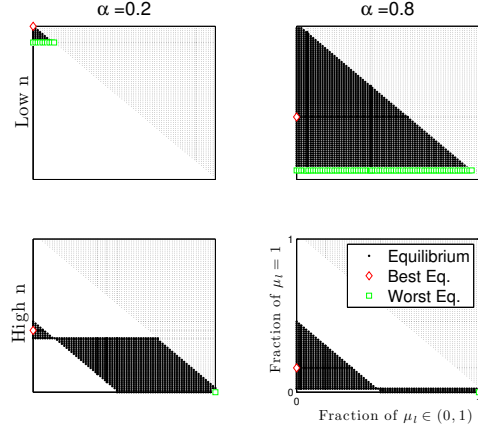 α =0.2
α =0.8
Low n
High n
Fraction of μ_l = 1
1
0
Equilibrium
Best Eq.
Worst Eq.
0
Fraction of μ_l ∈ (0, 1)